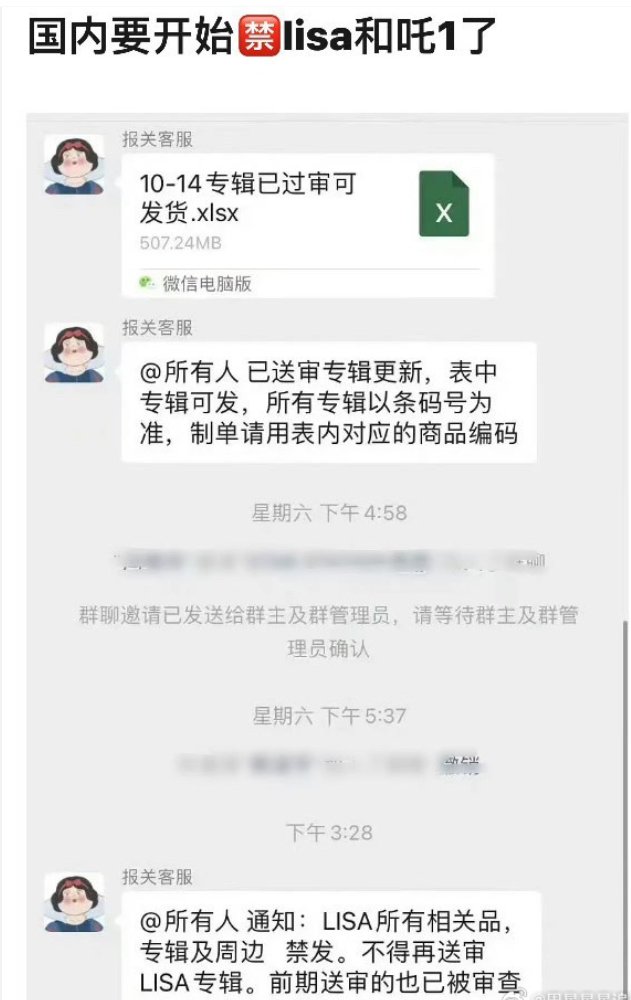 国内要开始🈲lisa和吒1了
报关客服
10-14专辑已过审可
发货.xlsx
507.24MB
X
微信电脑版
报关客服
@所有人 已送审专辑更新，表中
专辑可发，所有专辑以条码号为
准，制单请用表内对应的商品编码
星期六 下午4:58
群聊邀请已发送给群主及群管理员，请等待群主及群管
理员确认
星期六 下午5:37
撤销
下午3:28
报关客服
@所有人 通知：LISA所有相关品，
专辑及周边 禁发。不得再送审
LISA专辑。前期送审的也已被审查